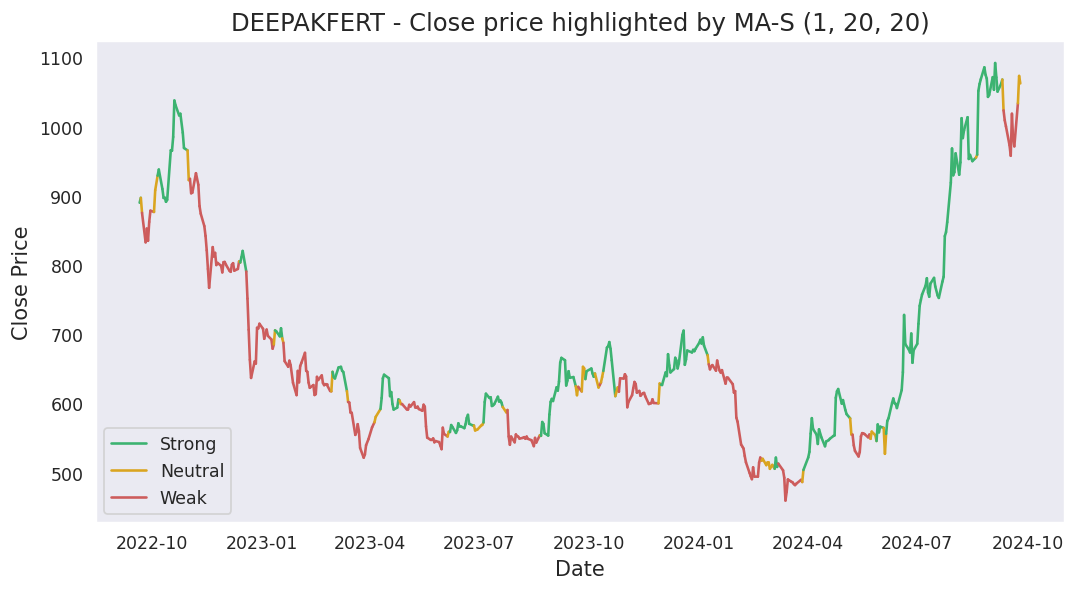 DEEPAKFERT - Close price highlighted by MA-S (1, 20, 20)
Close Price
1100
1000
900
800
700
600
500
Strong
Neutral
Weak
2022-10 2023-01 2023-04 2023-07 2023-10 2024-01 2024-04 2024-07 2024-10
Date